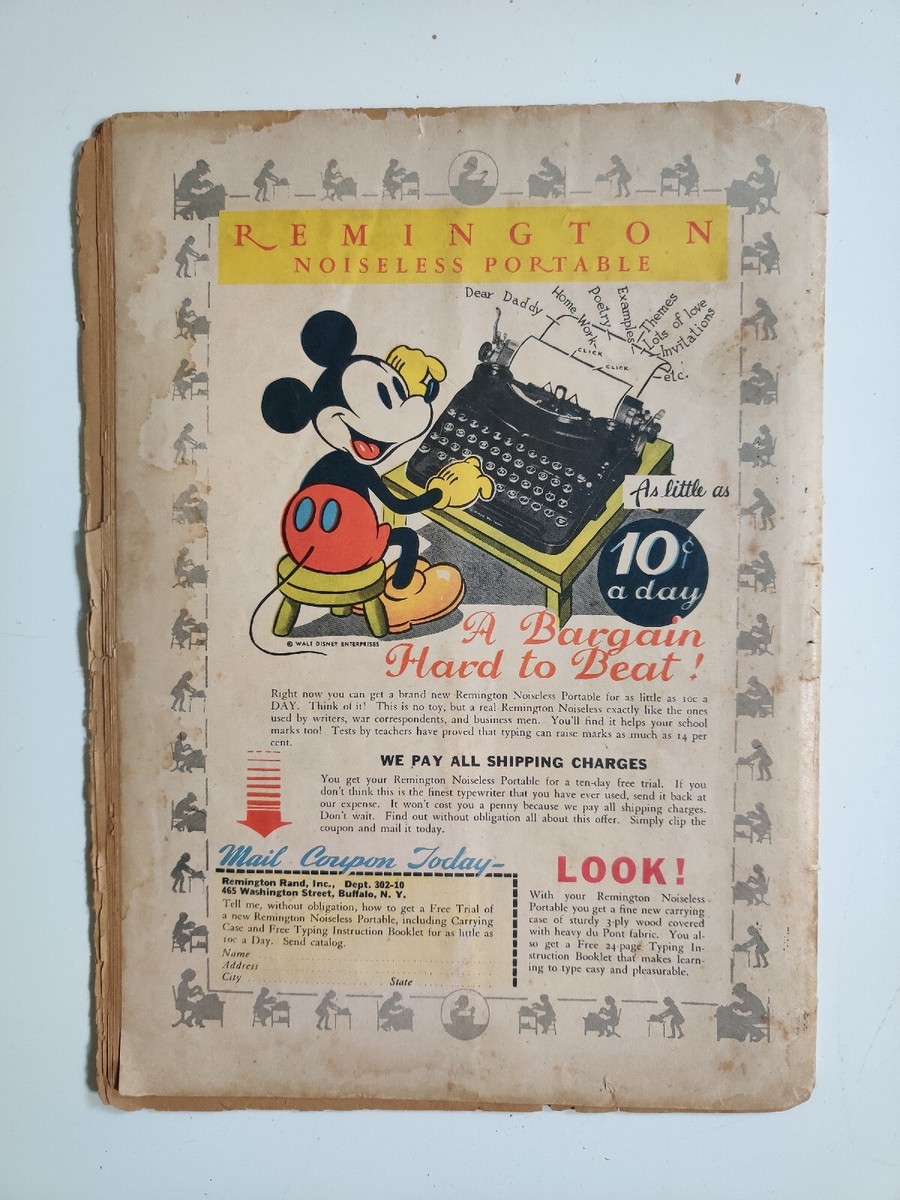 REMINGTON
NOISELESS PORTABLE
Dear Daddy
Home Work
Poetry
Examples
Themes
Lots of love
Invitations
etc.
CLICK
CLICK
As little as
10¢
a day
© WALT DISNEY ENTERPRISES
A Bargain
Hard to Beat!
Right now you can get a brand new Remington Noiseless Portable for as little as 10c a
DAY. Think of it! This is no toy, but a real Remington Noiseless exactly like the ones
used by writers, war correspondents, and business men. You'll find it helps your school
marks too! Tests by teachers have proved that typing can raise marks as much as 14 per
cent.
WE PAY ALL SHIPPING CHARGES
You get your Remington Noiseless Portable for a ten-day free trial. If you
don't think this is the finest typewriter that you have ever used, send it back at
our expense. It won't cost you a penny because we pay all shipping charges.
Don't wait. Find out without obligation all about this offer. Simply clip the
coupon and mail it today.
Mail Coupon Today-
Remington Rand, Inc., Dept. 302-10
465 Washington Street, Buffalo, N. Y.
Tell me, without obligation, how to get a Free Trial of
a new Remington Noiseless Portable, including Carrying
Case and Free Typing Instruction Booklet for as little as
10c a Day. Send catalog.
Name
Address
City State
LOOK!
With your Remington Noiseless
Portable you get a fine new carrying
case of sturdy 3-ply wood covered
with heavy du Pont fabric. You al-
so get a Free 24-page Typing In-
struction Booklet that makes learn-
ing to type easy and pleasurable.